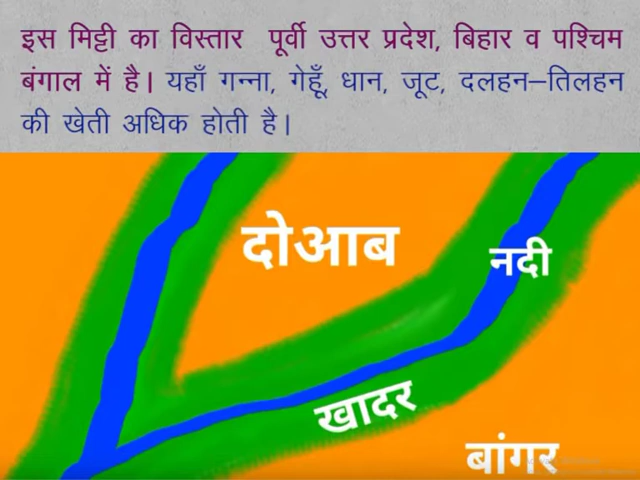 इस मिट्टी का विस्तार पूर्वी उत्तर प्रदेश, बिहार व पश्चिम
बंगाल में है। यहाँ गन्ना, गेहूँ, धान, जूट, दलहन–तिलहन
की खेती अधिक होती है।
दोआब
नदी
खादर
बांगर